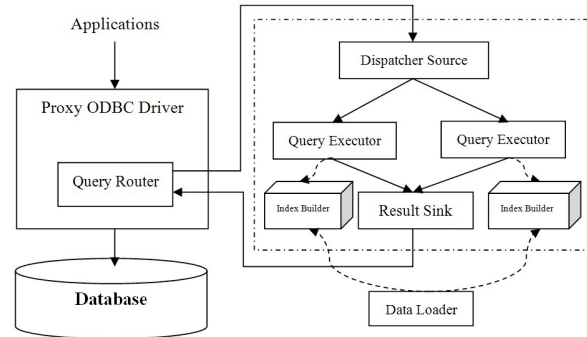 Applications
Proxy ODBC Driver
Query Router
Database
Dispatcher Source
Query Executor
Query Executor
Index Builder
Result Sink
Index Builder
Data Loader